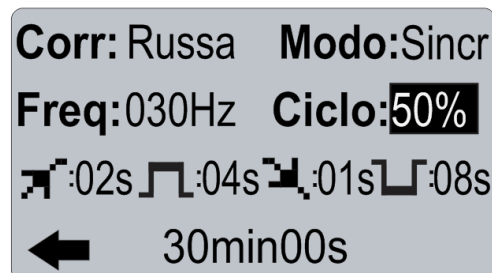 Corr: Russa Modo:Sincr
Freq:030Hz Ciclo:50%
:02s :04s :01s :08s
30min00s